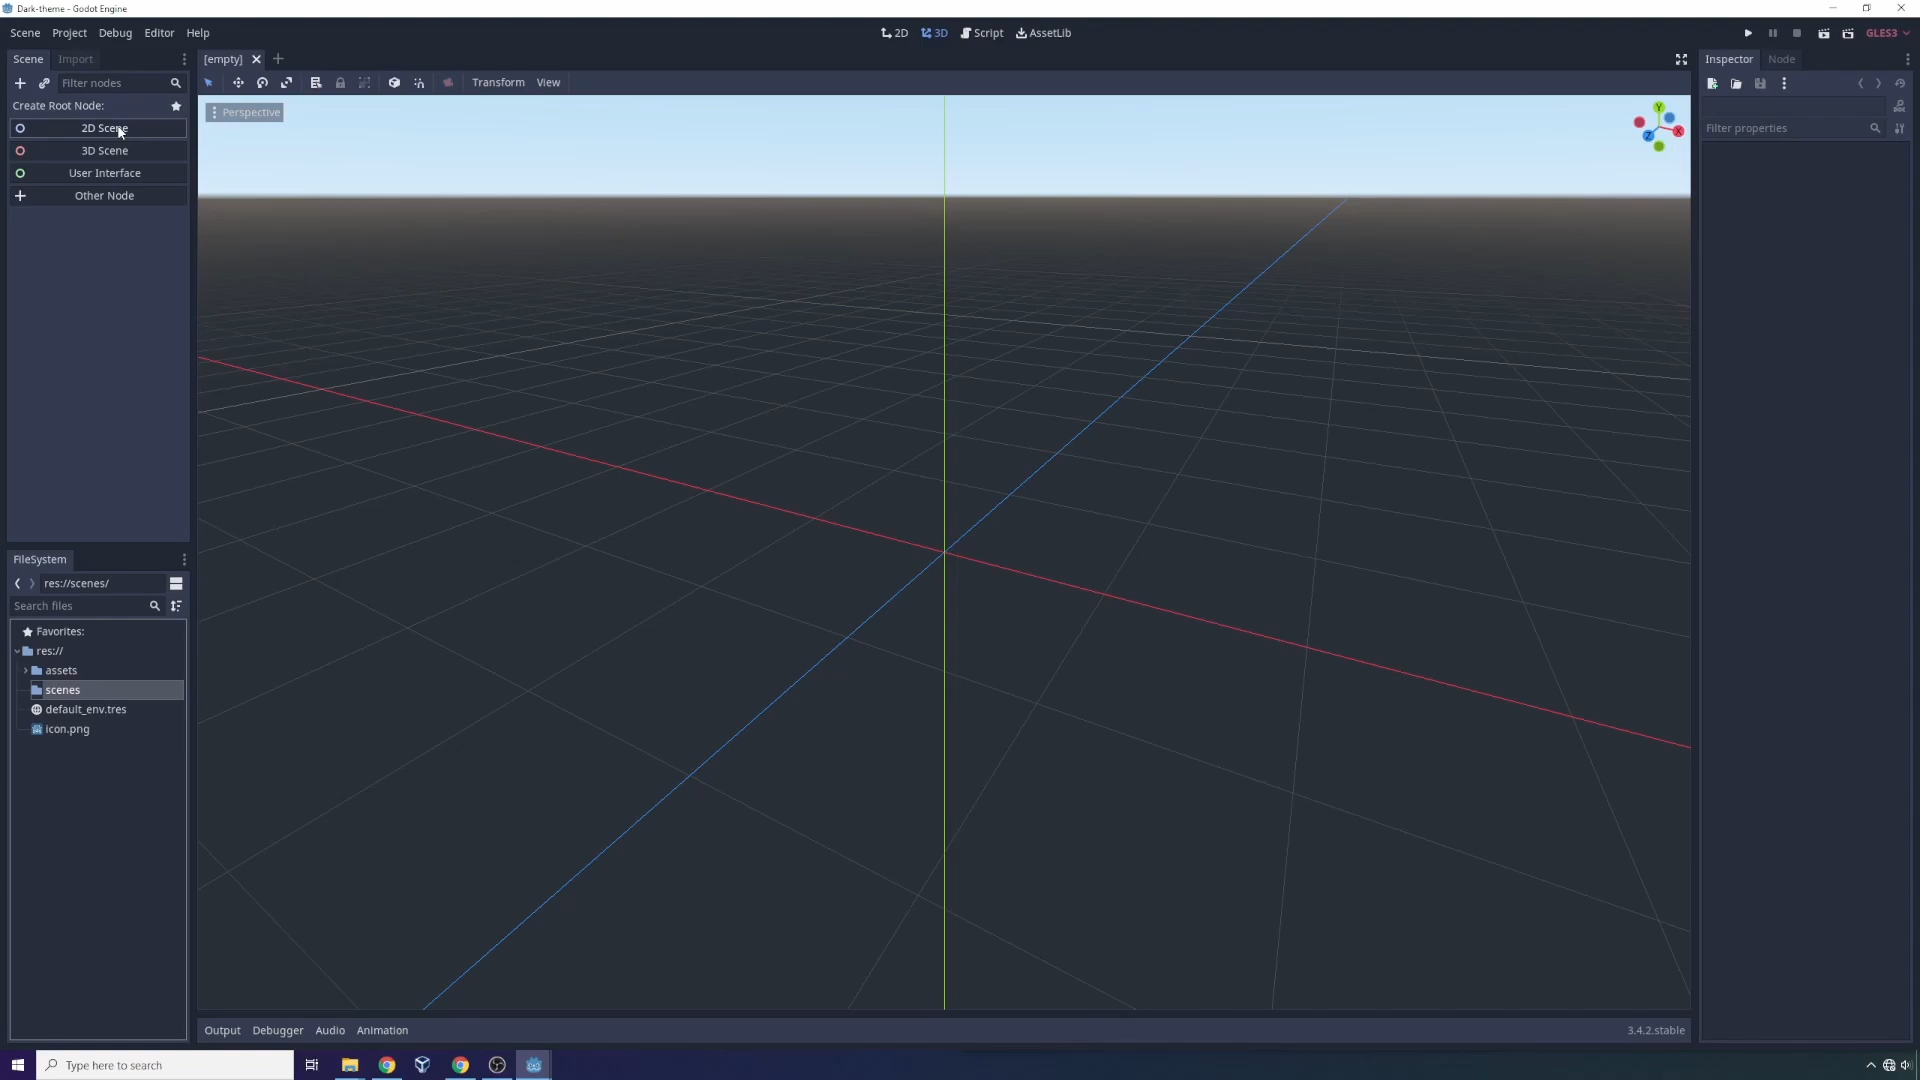 Dark-theme - Godot Engine
Scene Project Debug Editor Help
2D 3D Script AssetLib
GLES3
Scene Import
[empty]
Inspector Node
Filter nodes
Transform View
Create Root Node:
Perspective
Y
X
Z
2D Scene
Filter properties
3D Scene
User Interface
Other Node
FileSystem
res://scenes/
Search files
Favorites:
res://
assets
scenes
default_env.tres
icon.png
Output Debugger Audio Animation
3.4.2.stable
Type here to search